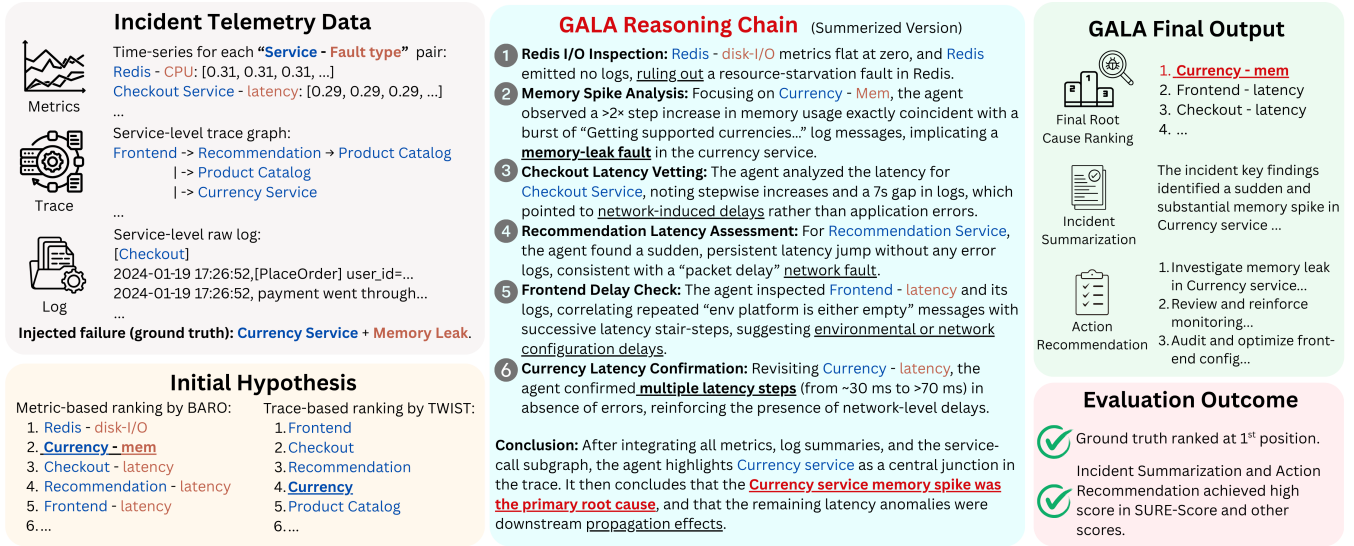 Incident Telemetry Data
Metrics
Time-series for each “Service - Fault type” pair:
Redis - CPU: [0.31, 0.31, 0.31, ...]
Checkout Service - latency: [0.29, 0.29, 0.29, ...]
...
Trace
Service-level trace graph:
Frontend -> Recommendation → Product Catalog
| -> Product Catalog
| -> Currency Service
...
Log
Service-level raw log:
[Checkout]
2024-01-19 17:26:52,[PlaceOrder] user_id=...
2024-01-19 17:26:52, payment went through...
...
Injected failure (ground truth): Currency Service + Memory Leak.
Initial Hypothesis
Metric-based ranking by BARO:
1. Redis - disk-I/O
2. Currency - mem
3. Checkout - latency
4. Recommendation - latency
5. Frontend - latency
6. ...
Trace-based ranking by TWIST:
1. Frontend
2. Checkout
3. Recommendation
4. Currency
5. Product Catalog
6. ...
GALA Reasoning Chain (Summerized Version)
1 Redis I/O Inspection: Redis - disk-I/O metrics flat at zero, and Redis
emitted no logs, ruling out a resource-starvation fault in Redis.
2 Memory Spike Analysis: Focusing on Currency - Mem, the agent
observed a >2× step increase in memory usage exactly coincident with a
burst of “Getting supported currencies...” log messages, implicating a
memory-leak fault in the currency service.
3 Checkout Latency Vetting: The agent analyzed the latency for
Checkout Service, noting stepwise increases and a 7s gap in logs, which
pointed to network-induced delays rather than application errors.
4 Recommendation Latency Assessment: For Recommendation Service,
the agent found a sudden, persistent latency jump without any error
logs, consistent with a “packet delay” network fault.
5 Frontend Delay Check: The agent inspected Frontend - latency and its
logs, correlating repeated “env platform is either empty” messages with
successive latency stair-steps, suggesting environmental or network
configuration delays.
6 Currency Latency Confirmation: Revisiting Currency - latency, the
agent confirmed multiple latency steps (from ~30 ms to >70 ms) in
absence of errors, reinforcing the presence of network-level delays.
Conclusion: After integrating all metrics, log summaries, and the service-
call subgraph, the agent highlights Currency service as a central junction in
the trace. It then concludes that the Currency service memory spike was
the primary root cause, and that the remaining latency anomalies were
downstream propagation effects.
GALA Final Output
1
2
3
Final Root
Cause Ranking
1. Currency - mem
2. Frontend - latency
3. Checkout - latency
4. ...
Incident
Summarization
The incident key findings
identified a sudden and
substantial memory spike in
Currency service ...
Action
Recommendation
1. Investigate memory leak
in Currency service...
2. Review and reinforce
monitoring...
3. Audit and optimize front-
end config...
Evaluation Outcome
Ground truth ranked at 1st position.
Incident Summarization and Action
Recommendation achieved high
score in SURE-Score and other
scores.